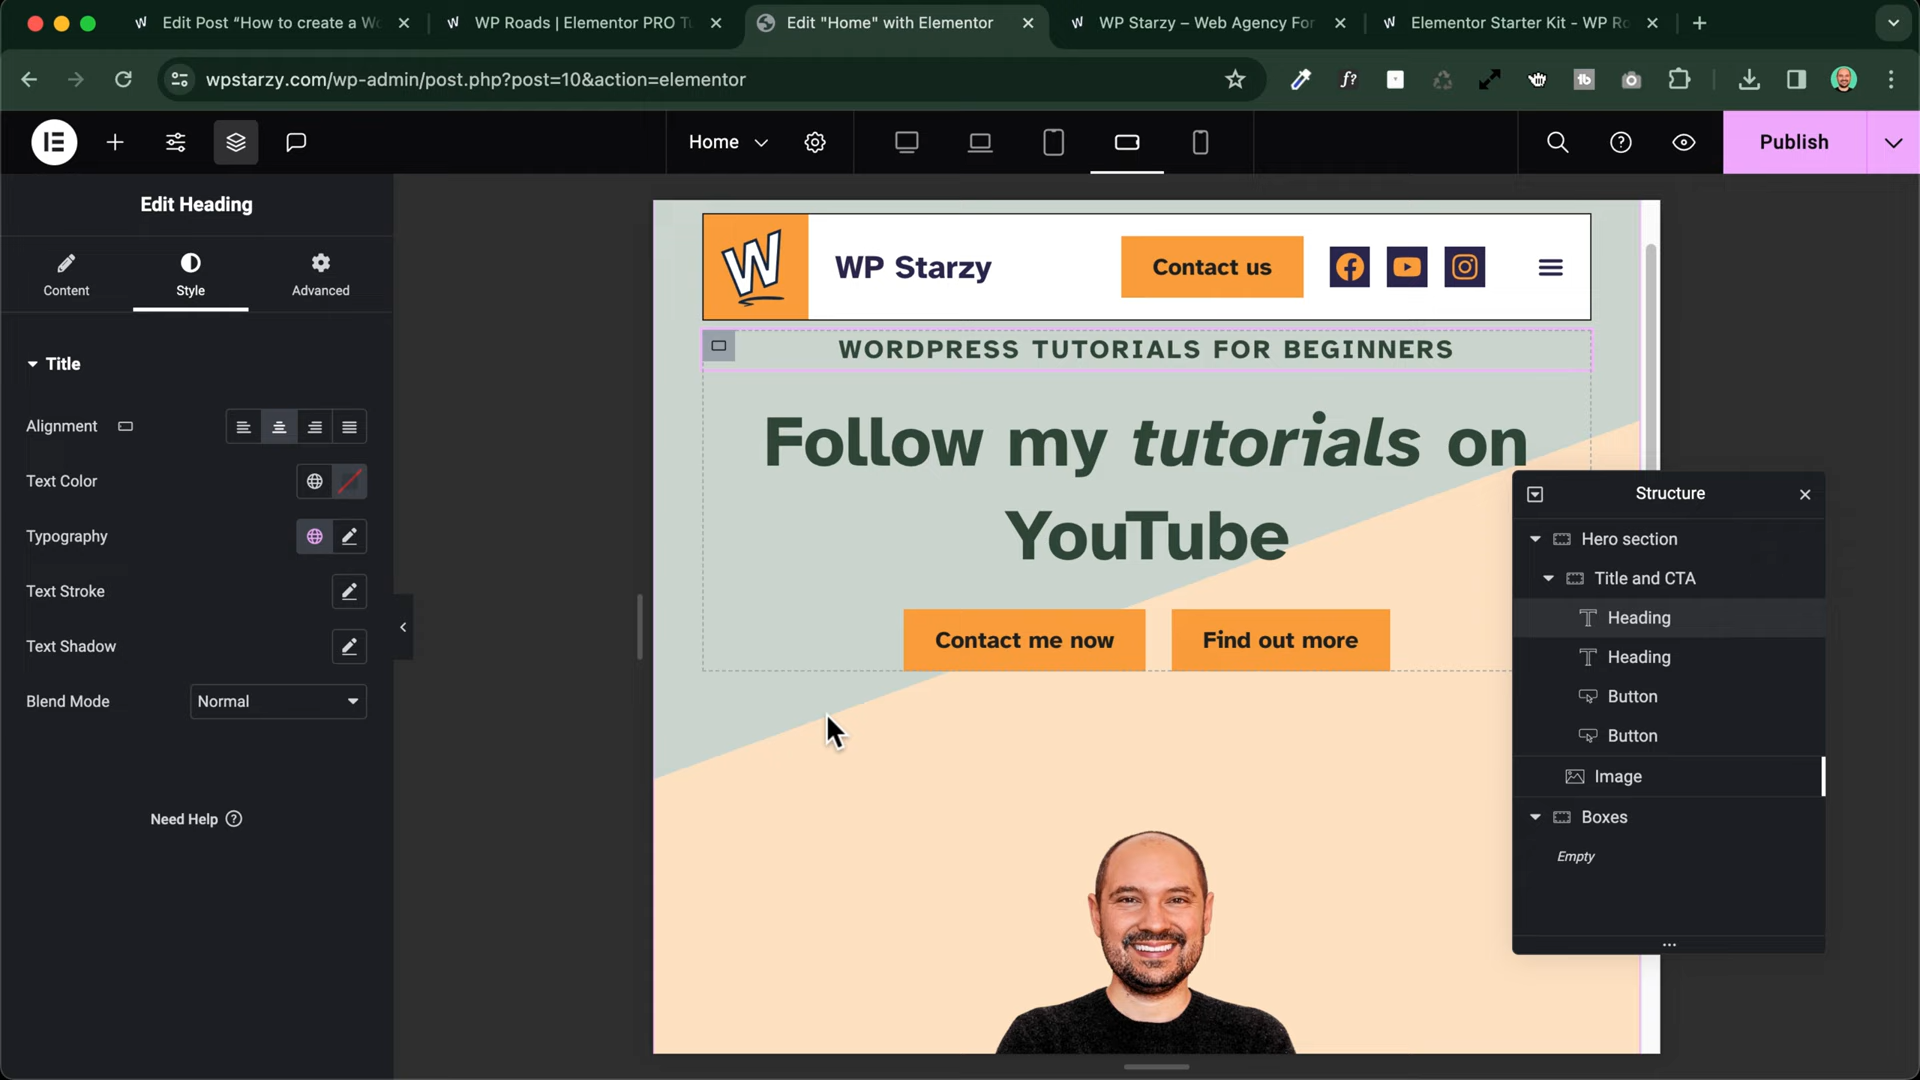 Edit Post “How to create a Wo
WP Roads | Elementor PRO Tu
Edit "Home" with Elementor
WP Starzy – Web Agency For
Elementor Starter Kit - WP Ro
wpstarzy.com/wp-admin/post.php?post=10&action=elementor
f?
tb
Home
Publish
Edit Heading
Content
Style
Advanced
Title
Alignment
Text Color
Typography
Text Stroke
Text Shadow
Blend Mode
Normal
Need Help
W
WP Starzy
Contact us
WORDPRESS TUTORIALS FOR BEGINNERS
Follow my tutorials on
YouTube
Contact me now
Find out more
Structure
Hero section
Title and CTA
Heading
Heading
Button
Button
Image
Boxes
Empty